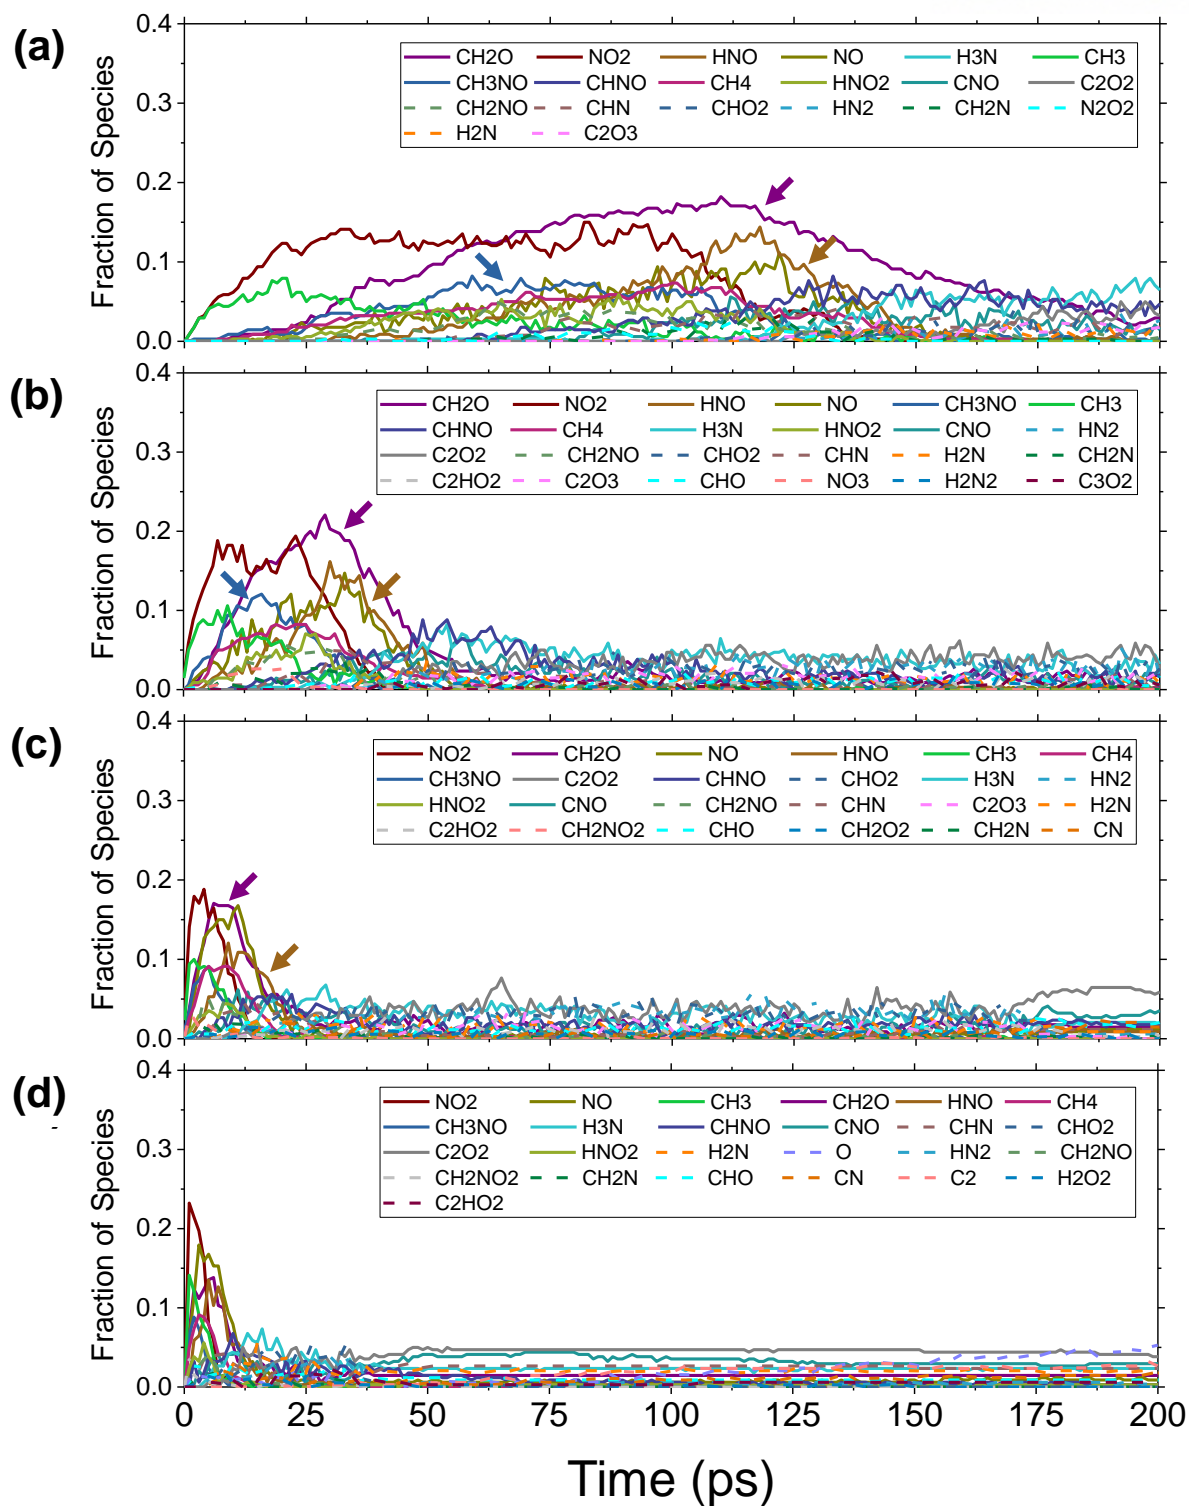 (a)
0.4
0.3
0.2
0.1
0.0
Fraction of Species
CH2O NO2 HNO NO H3N CH3
CH3NO CHNO CH4 HNO2 CNO C2O2
CH2NO CHN CHO2 HN2 CH2N N2O2
H2N C2O3
(b)
0.4
0.3
0.2
0.1
0.0
Fraction of Species
CH2O NO2 HNO NO CH3NO CH3
CHNO CH4 H3N HNO2 CNO HN2
C2O2 CH2NO CHO2 CHN H2N CH2N
C2HO2 C2O3 CHO NO3 H2N2 C3O2
(c)
0.4
0.3
0.2
0.1
0.0
Fraction of Species
NO2 CH2O NO HNO CH3 CH4
CH3NO C2O2 CHNO CHO2 H3N HN2
HNO2 CNO CH2NO CHN C2O3 H2N
C2HO2 CH2NO2 CHO CH2O2 CH2N CN
(d)
0.4
0.3
0.2
0.1
0.0
Fraction of Species
NO2 NO CH3 CH2O HNO CH4
CH3NO H3N CHNO CNO CHN CHO2
C2O2 HNO2 H2N O HN2 CH2NO
CH2NO2 CH2N CHO CN C2 H2O2
C2HO2
0 25 50 75 100 125 150 175 200
Time (ps)